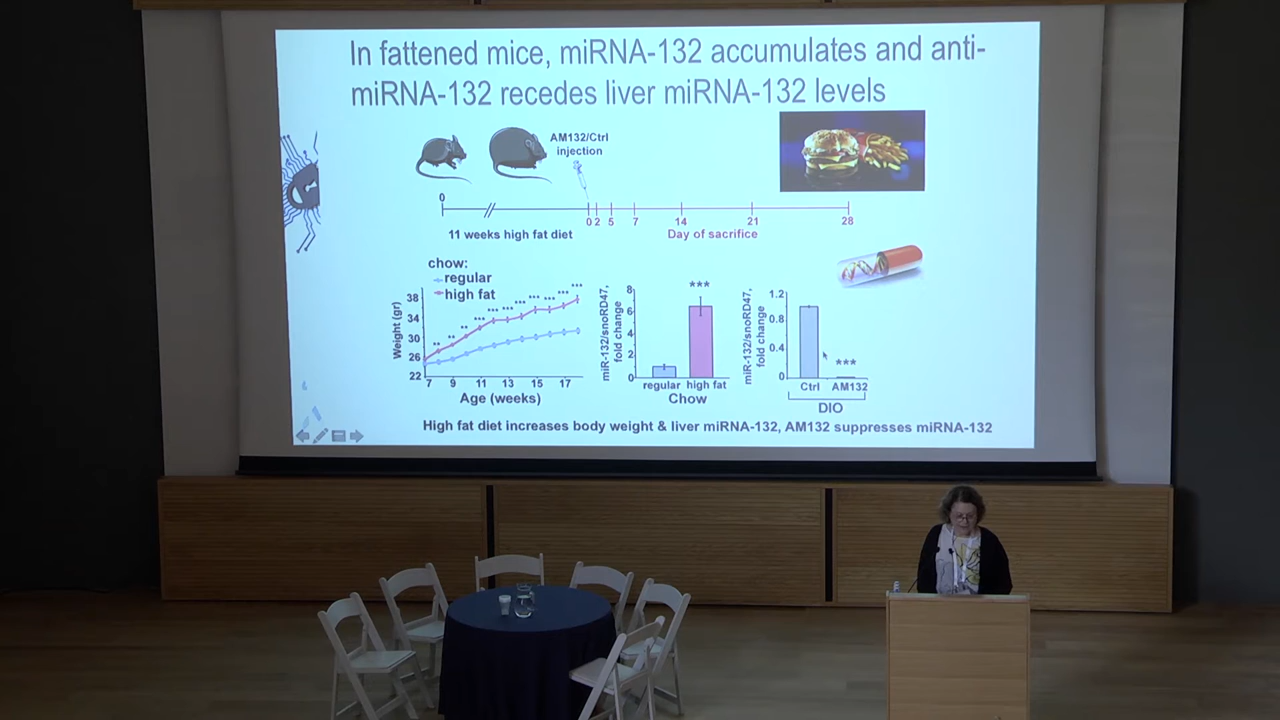 In fattened mice, miRNA-132 accumulates and anti-
miRNA-132 recedes liver miRNA-132 levels
AM132/Ctrl
injection
0
0 2 5 7 14 21 28
11 weeks high fat diet
Day of sacrifice
chow:
regular
high fat
Weight (gr)
38
34
30
26
22
** ** ** *** *** *** *** *** *** *** ***
7 9 11 13 15 17
Age (weeks)
miR-132/snoRD47,
fold change
8
6
4
2
0
***
regular high fat
Chow
miR-132/snoRD47,
fold change
1.2
0.8
0.4
0
***
Ctrl AM132
DIO
High fat diet increases body weight & liver miRNA-132, AM132 suppresses miRNA-132